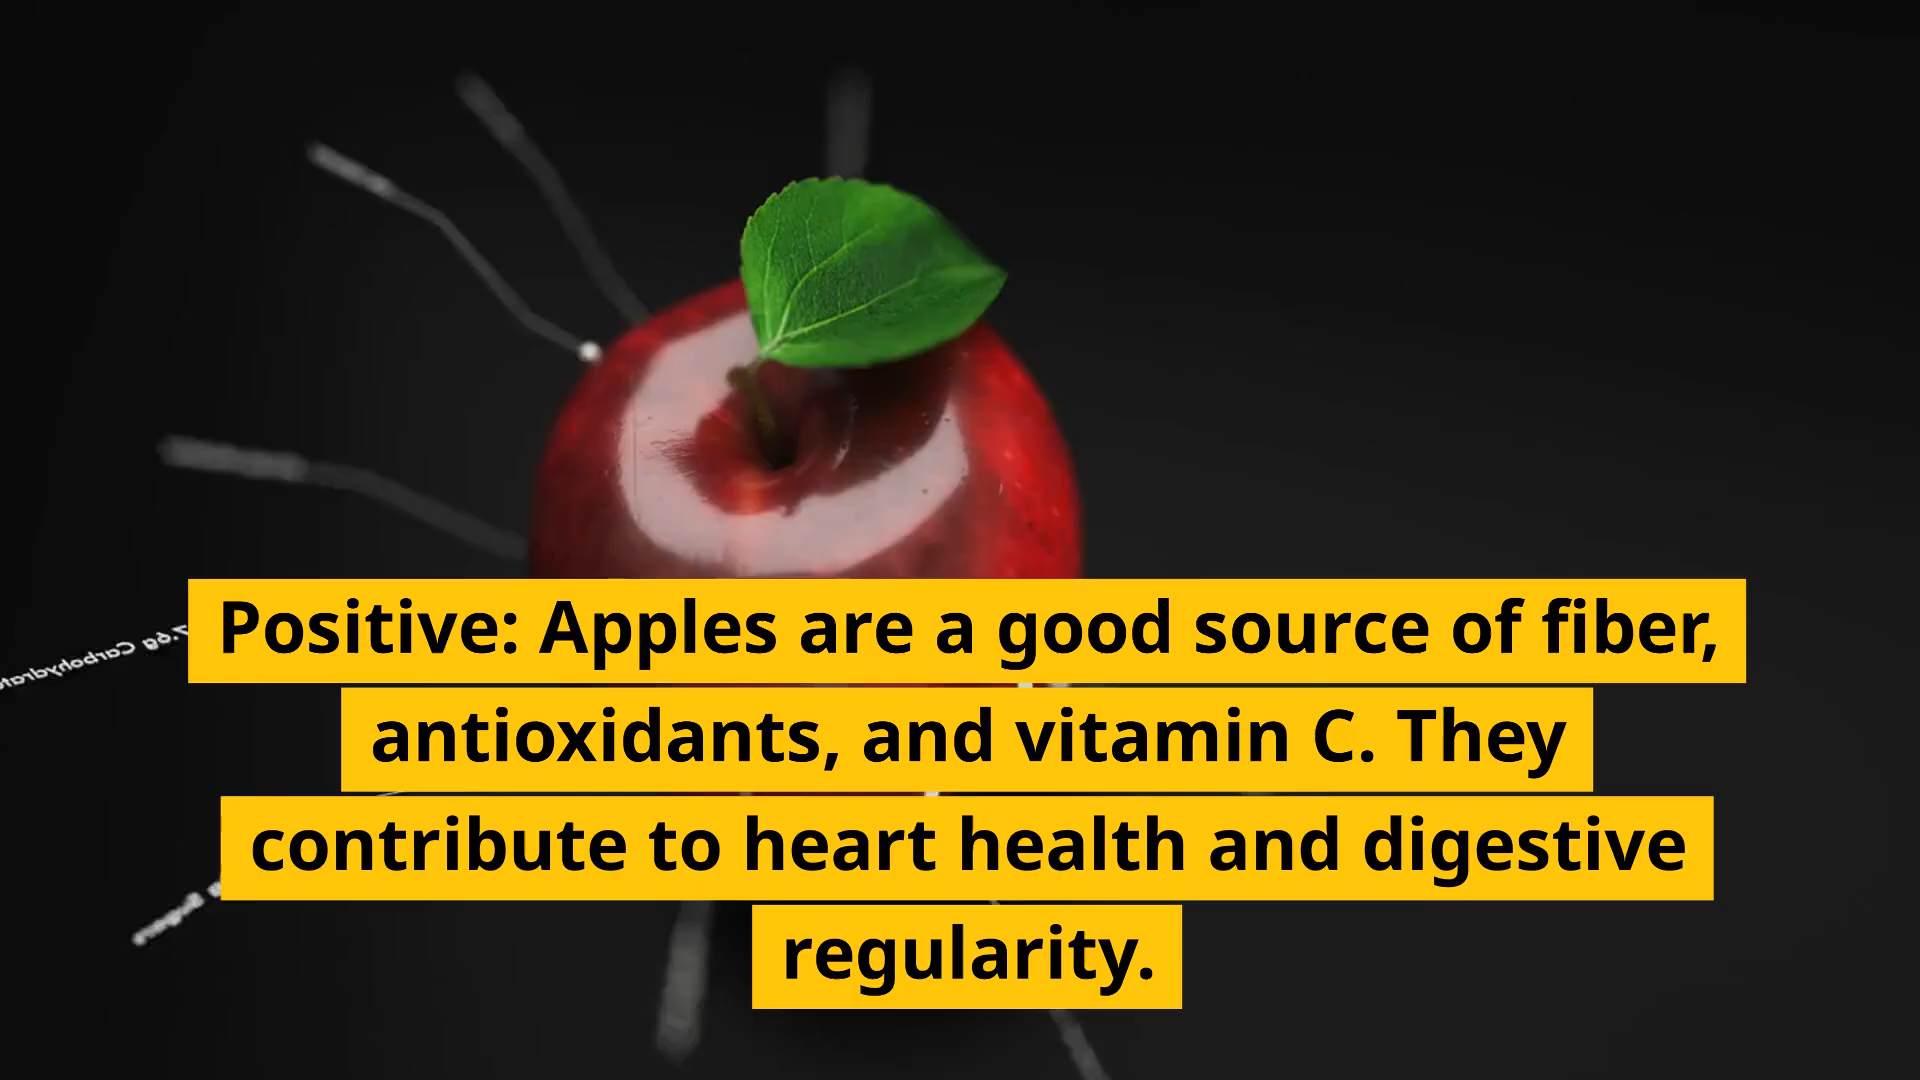 Positive: Apples are a good source of fiber,
antioxidants, and vitamin C. They
contribute to heart health and digestive
regularity.